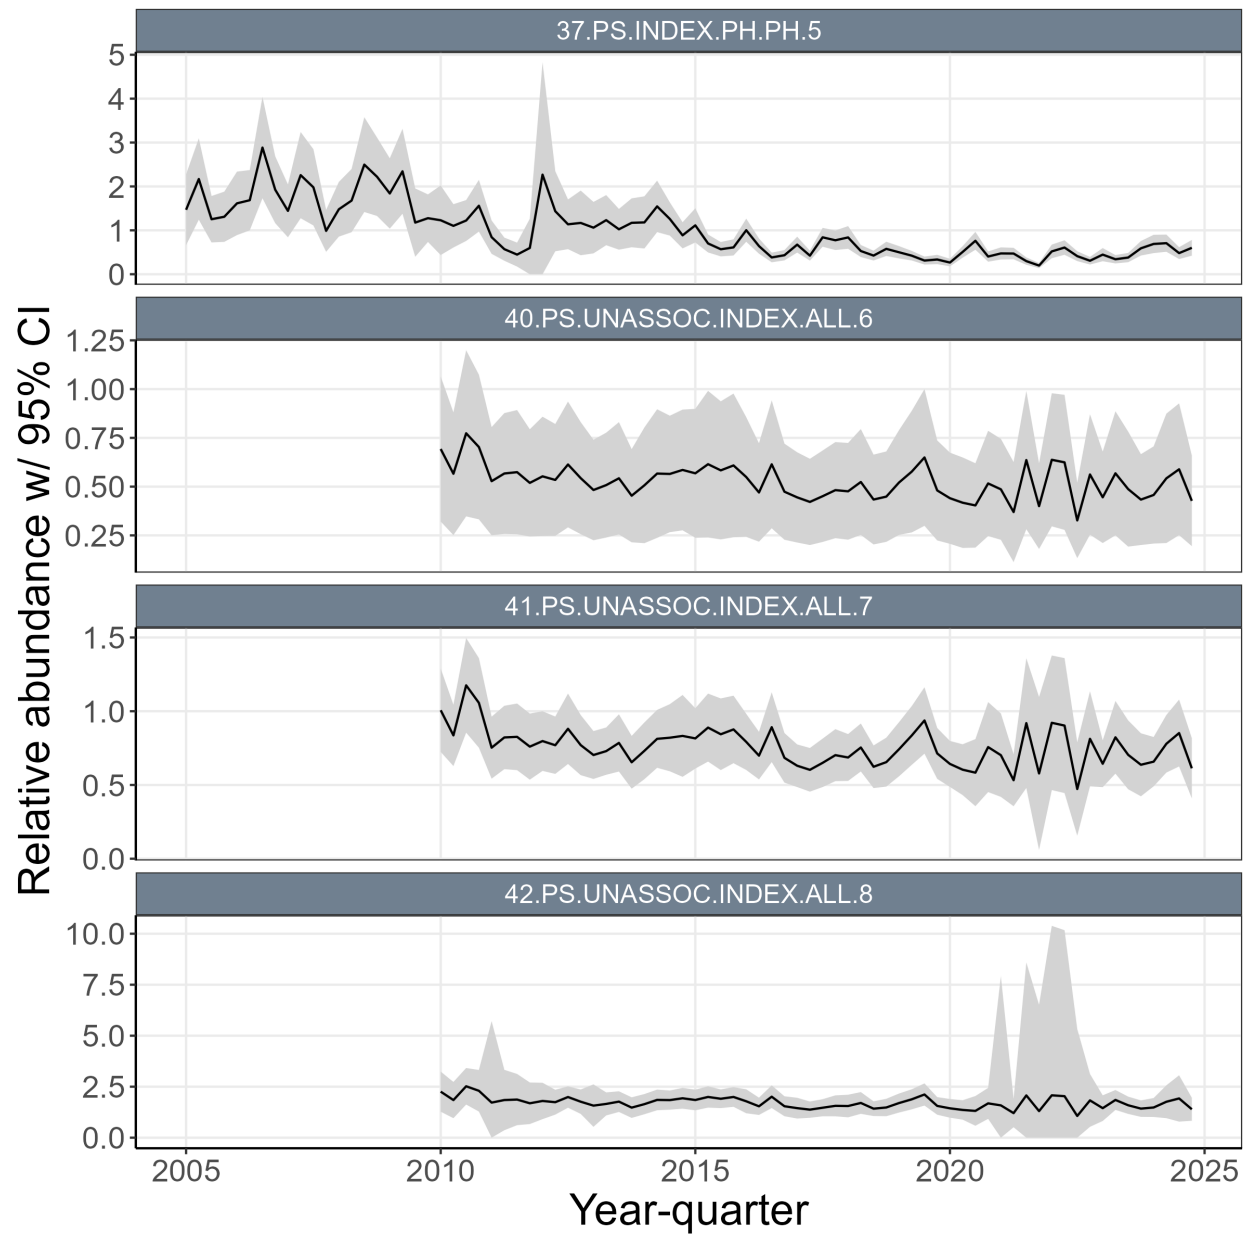 37.PS.INDEX.PH.PH.5
5
4
3
2
1
0
40.PS.UNASSOC.INDEX.ALL.6
1.25
1.00
0.75
0.50
0.25
41.PS.UNASSOC.INDEX.ALL.7
1.5
1.0
0.5
0.0
42.PS.UNASSOC.INDEX.ALL.8
10.0
7.5
5.0
2.5
0.0
2005 2010 2015 2020 2025
Year-quarter
Relative abundance w/ 95% CI